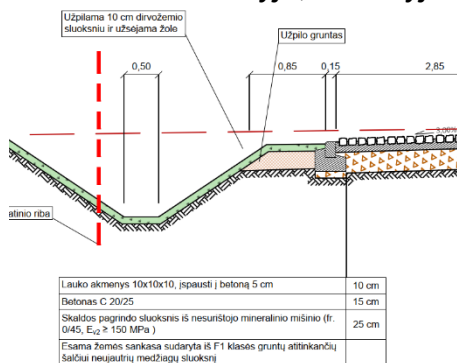 Užpilama 10 cm dirvožemio
sluoksniu ir užsėjama žole
Užpilo gruntas
0,50
0,85
0,15
2,85
3,00%
atinio riba
Lauko akmenys 10x10x10, įspausti į betoną 5 cm
10 cm
Betonas C 20/25
15 cm
Skaldos pagrindo sluoksnis iš nesurištojo mineralinio mišinio (fr.
0/45, Ev2 ≥ 150 MPa )
25 cm
Esama žemės sankasa sudaryta iš F1 klasės gruntų atitinkančių
šalčiui neujautrių medžiagų sluoksnį